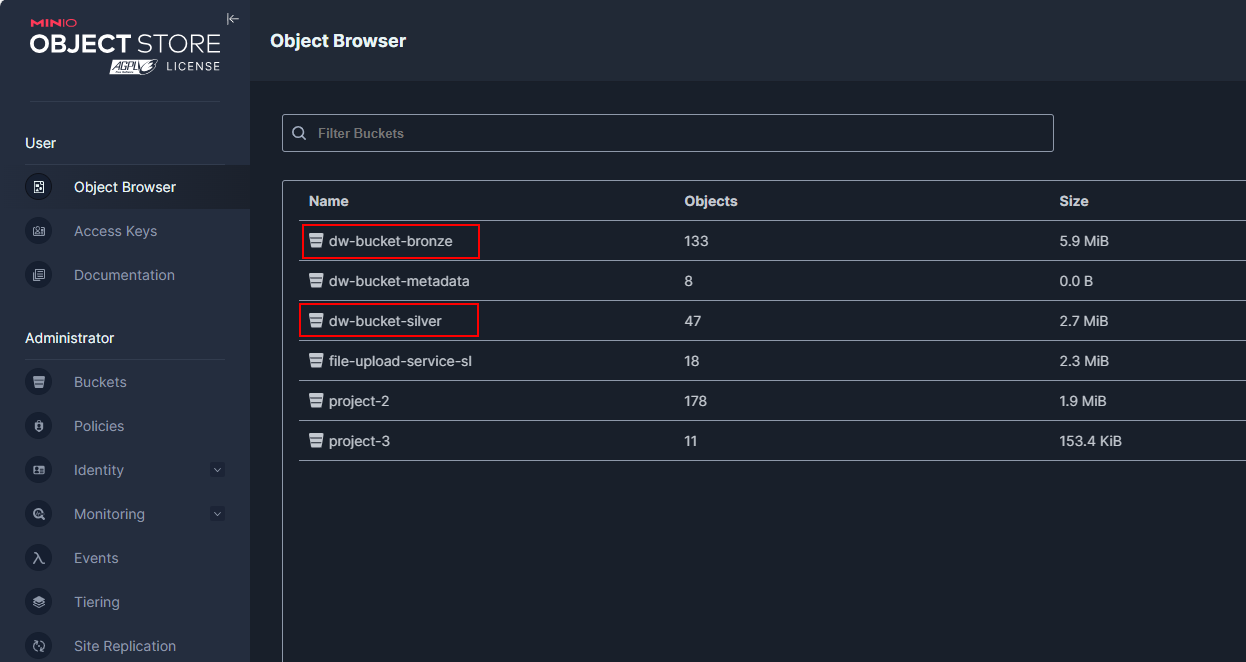 MINIO
OBJECT STORE
AGPLv3 LICENSE
Object Browser
User
Object Browser
Access Keys
Documentation
Administrator
Buckets
Policies
Identity
Monitoring
Events
Tiering
Site Replication
Filter Buckets
Name Objects Size
dw-bucket-bronze 133 5.9 MiB
dw-bucket-metadata 8 0.0 B
dw-bucket-silver 47 2.7 MiB
file-upload-service-sl 18 2.3 MiB
project-2 178 1.9 MiB
project-3 11 153.4 KiB